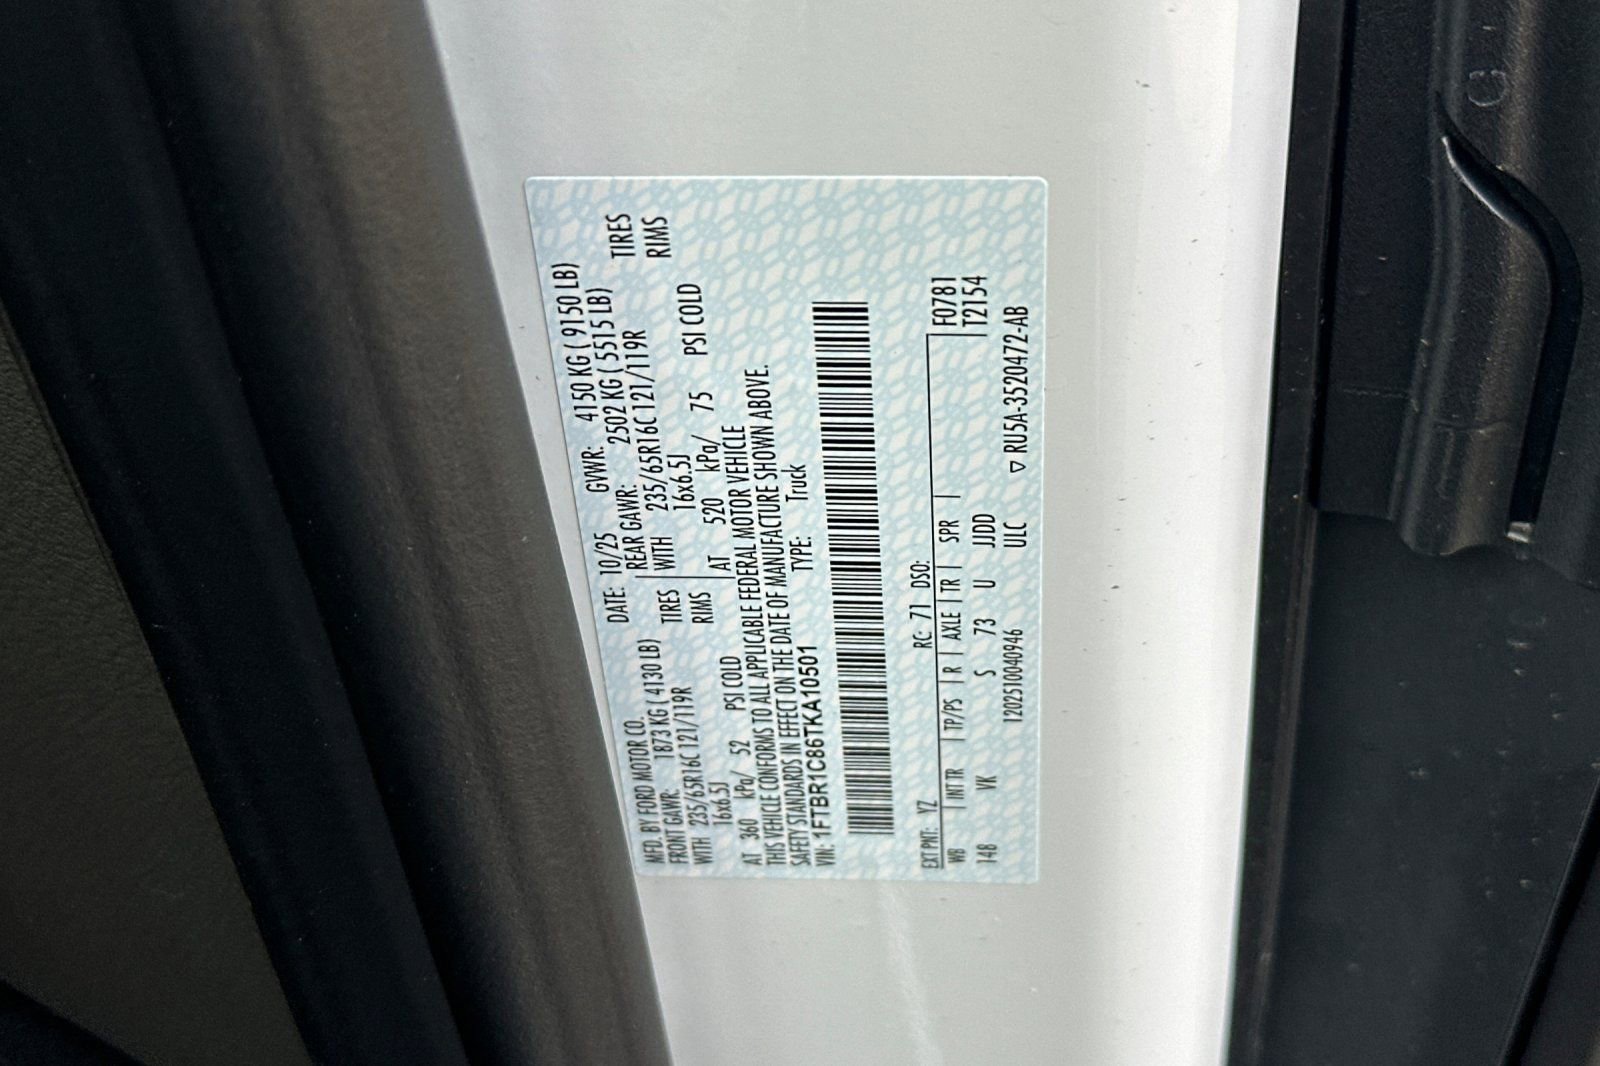 MFD. BY FORD MOTOR CO.
DATE: 10/25 GVWR: 4150 KG ( 9150 LB)
FRONT GAWR: 1873 KG ( 4130 LB)
REAR GAWR: 2502 KG ( 5515 LB)
WITH 235/65R16C 121/119R TIRES
WITH 235/65R16C 121/119R TIRES
16x6.5J RIMS
16x6.5J RIMS
AT 360 kPa/ 52 PSI COLD
AT 520 kPa/ 75 PSI COLD
THIS VEHICLE CONFORMS TO ALL APPLICABLE FEDERAL MOTOR VEHICLE
SAFETY STANDARDS IN EFFECT ON THE DATE OF MANUFACTURE SHOWN ABOVE.
VIN: 1FTBR1C86TKA10501 TYPE: Truck
EXT PNT: YZ RC: 71 DSO: F0781
WB | INTR | TP/PS | R | AXLE | TR | SPR | T2154
148 VK S 73 U JJDD
1202510040946 ULC ▽ RU5A-3520472-AB
C